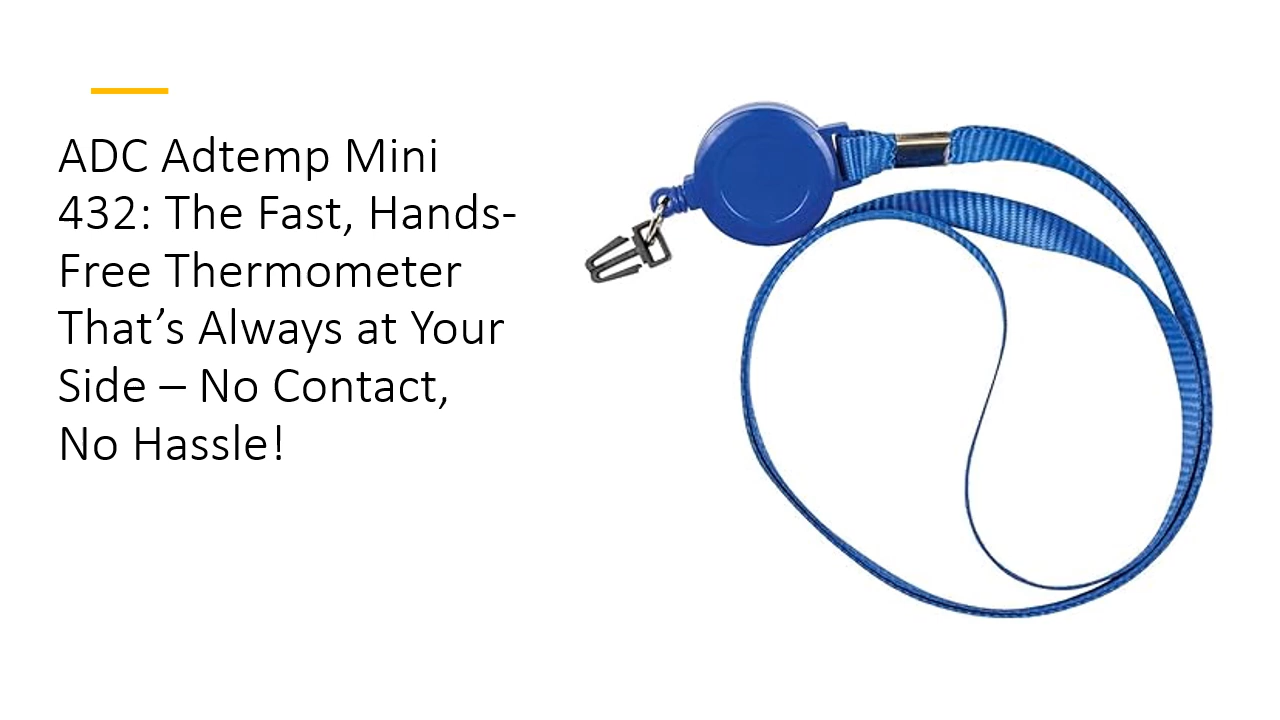 ADC Adtemp Mini
432: The Fast, Hands-
Free Thermometer
That’s Always at Your
Side – No Contact,
No Hassle!